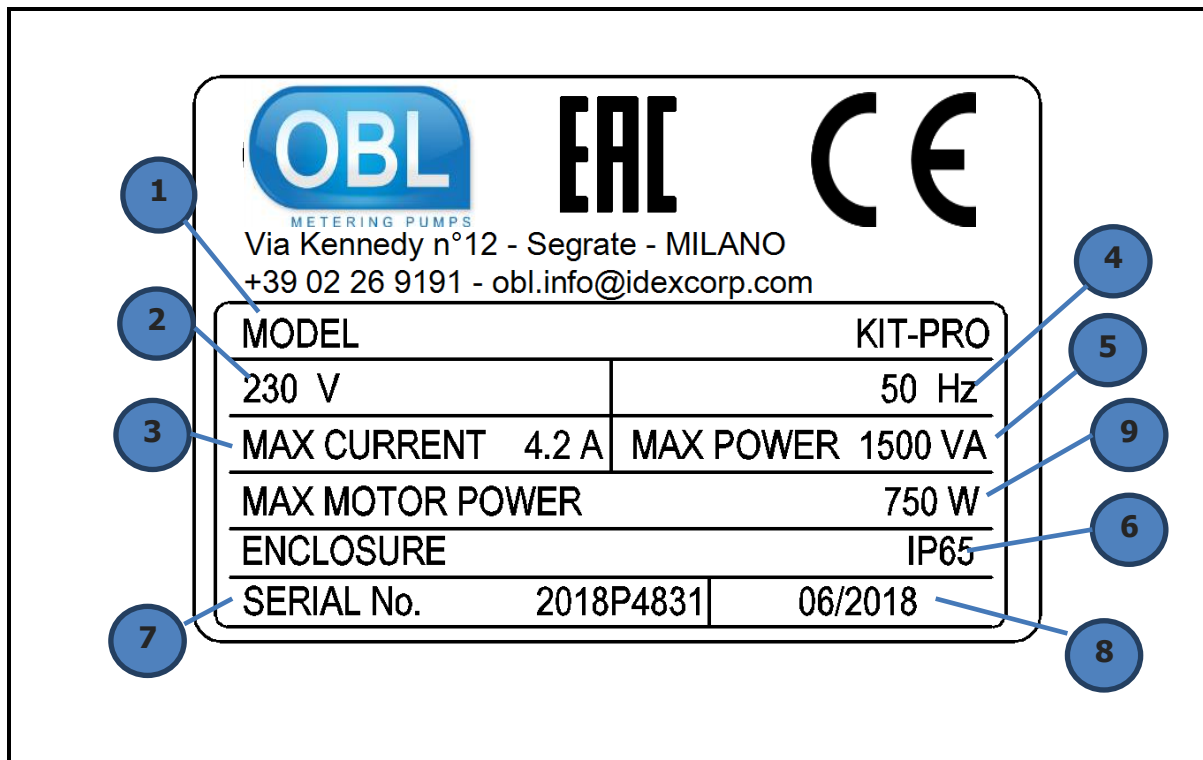 OBL EAC CE
METERING PUMPS
Via Kennedy n°12 - Segrate - MILANO
+39 02 26 9191 - obl.info@idexcorp.com
1
2
3
4
5
9
6
7
8
MODEL KIT-PRO
230 V 50 Hz
MAX CURRENT 4.2 A MAX POWER 1500 VA
MAX MOTOR POWER 750 W
ENCLOSURE IP65
SERIAL No. 2018P4831 06/2018